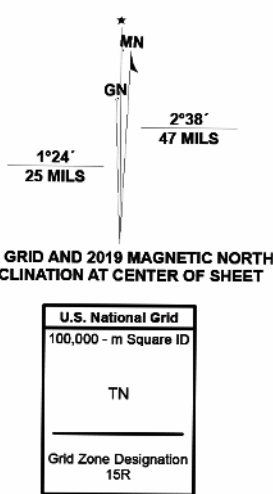 MN
GN
2°38´
47 MILS
1°24´
25 MILS
GRID AND 2019 MAGNETIC NORTH
CLINATION AT CENTER OF SHEET
U.S. National Grid
100,000 - m Square ID
TN
Grid Zone Designation
15R